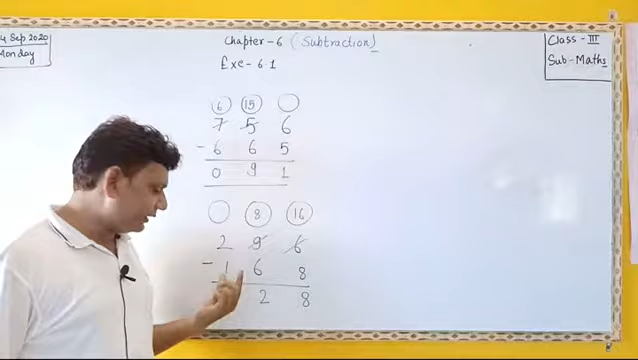 4 Sep 2020
Monday
Chapter-6 (Subtraction)
Exe-6.1
Class-III
Sub-Maths
6 15
7 5 6
- 6 6 5
0 9 1
8 16
2 9 6
- 1 6 8
2 8